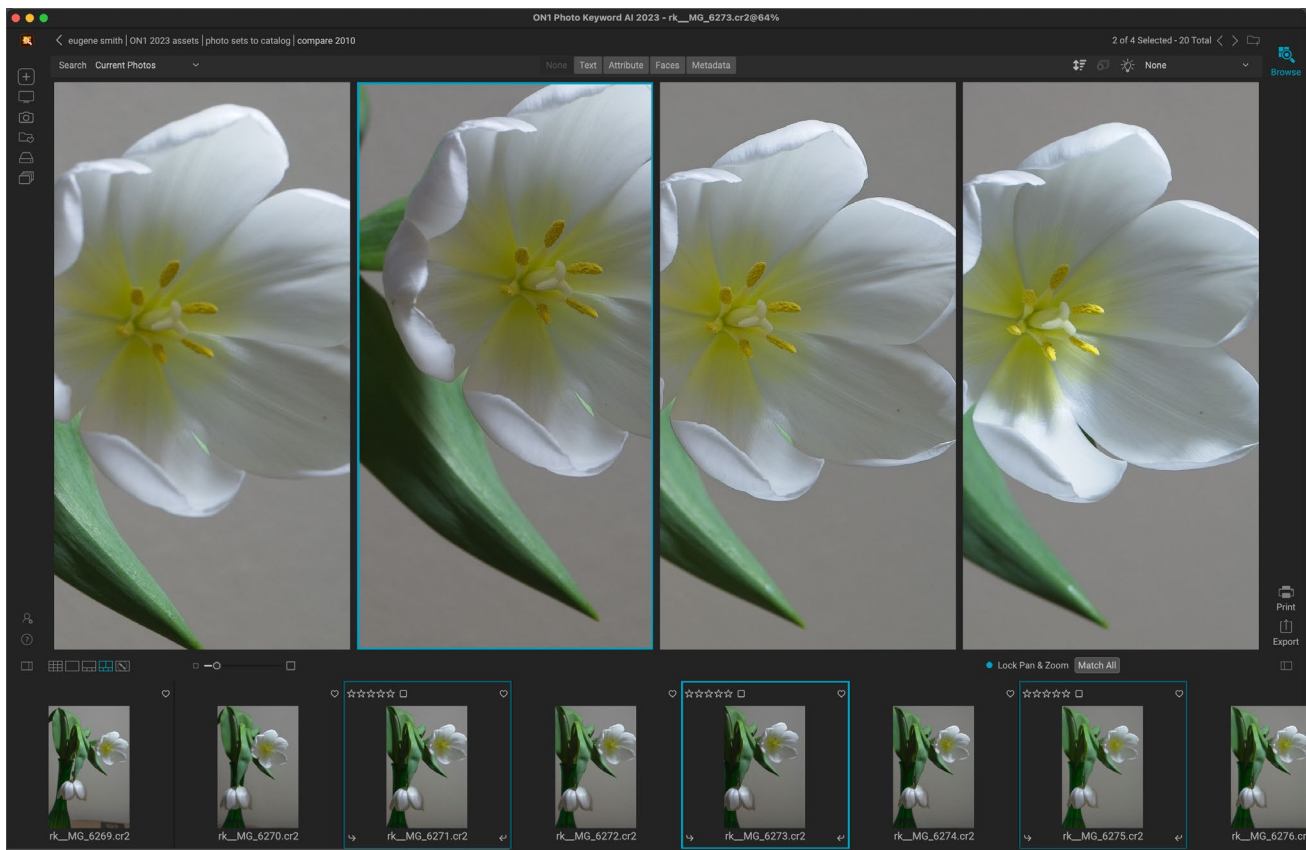 ON1 Photo Keyword AI 2023 - rk__MG_6273.cr2@64%
eugene smith | ON1 2023 assets | photo sets to catalog | compare 2010
2 of 4 Selected - 20 Total
Search Current Photos
None Text Attribute Faces Metadata
None
Browse
Print
Export
Lock Pan & Zoom Match All
rk__MG_6269.cr2
rk__MG_6270.cr2
rk__MG_6271.cr2
rk__MG_6272.cr2
rk__MG_6273.cr2
rk__MG_6274.cr2
rk__MG_6275.cr2
rk__MG_6276.cr